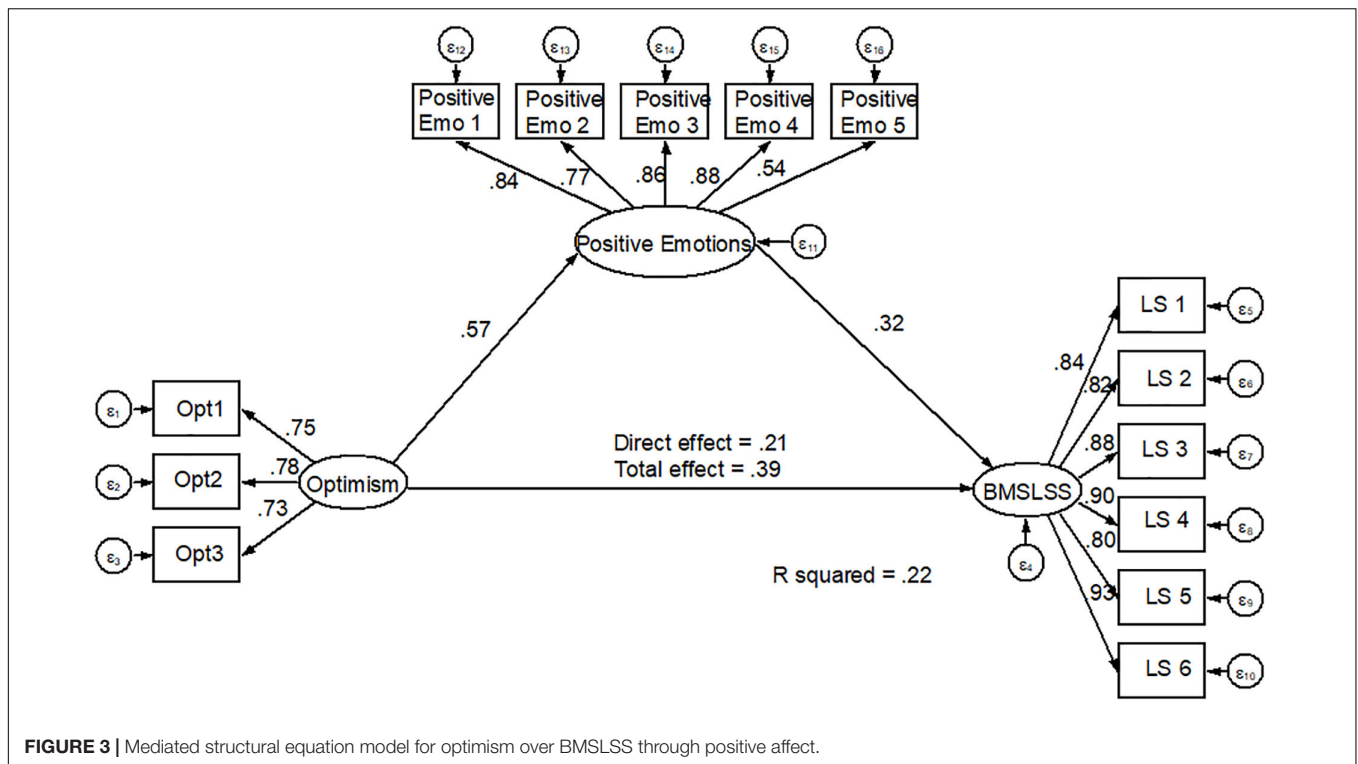 ε12 ε13 ε14 ε15 ε16
Positive Emo 1
Positive Emo 2
Positive Emo 3
Positive Emo 4
Positive Emo 5
.84 .77 .86 .88 .54
Positive Emotions
ε11
.57
.32
LS 1
ε5
.84
LS 2
ε6
.82
LS 3
ε7
.88
LS 4
ε8
.90
LS 5
ε9
.80
LS 6
ε10
.93
ε1
Opt1
.75
ε2
Opt2
.78
ε3
Opt3
.73
Optimism
Direct effect = .21
Total effect = .39
BMSLSS
ε4
R squared = .22
FIGURE 3 | Mediated structural equation model for optimism over BMSLSS through positive affect.